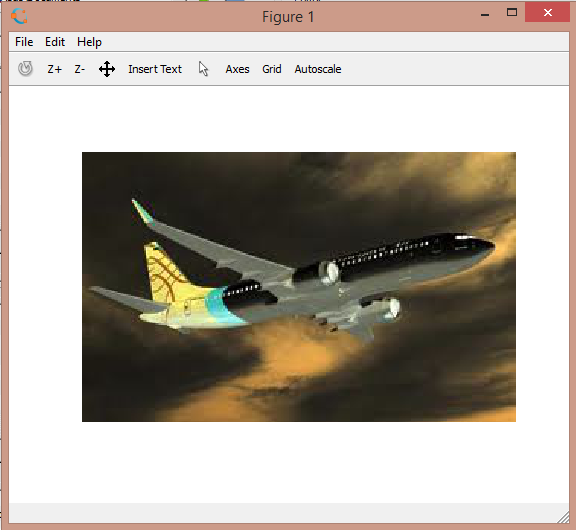 Figure 1
File Edit Help
Z+ Z- Insert Text Axes Grid Autoscale